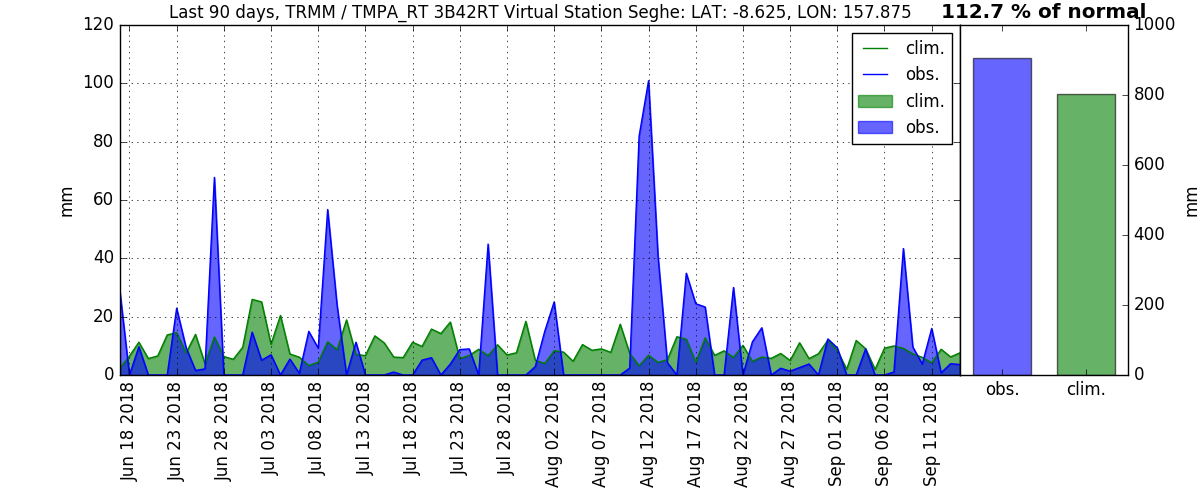 Last 90 days, TRMM / TMPA_RT 3B42RT Virtual Station Seghe: LAT: -8.625, LON: 157.875
112.7 % of normal
120
100
80
60
40
20
0
mm
clim.
obs.
clim.
obs.
Jun 18 2018
Jun 23 2018
Jun 28 2018
Jul 03 2018
Jul 08 2018
Jul 13 2018
Jul 18 2018
Jul 23 2018
Jul 28 2018
Aug 02 2018
Aug 07 2018
Aug 12 2018
Aug 17 2018
Aug 22 2018
Aug 27 2018
Sep 01 2018
Sep 06 2018
Sep 11 2018
1000
800
600
400
200
0
mm
obs.
clim.